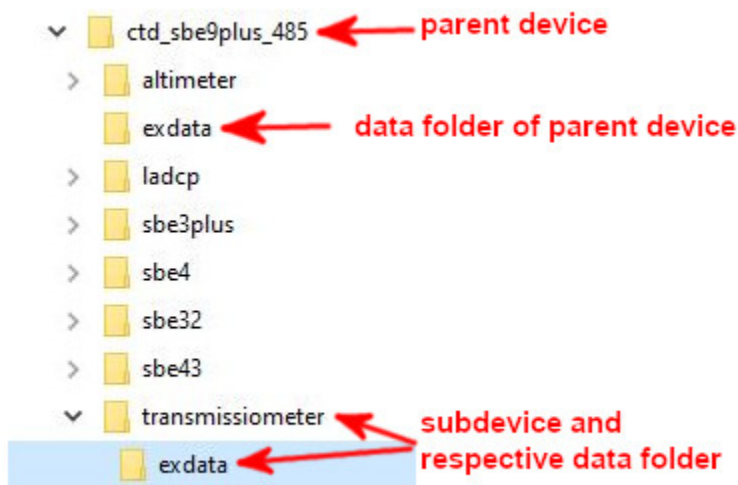 ctd_sbe9plus_485 parent device
altimeter
exdata data folder of parent device
ladcp
sbe3plus
sbe4
sbe32
sbe43
transmissiometer subdevice and
exdata respective data folder